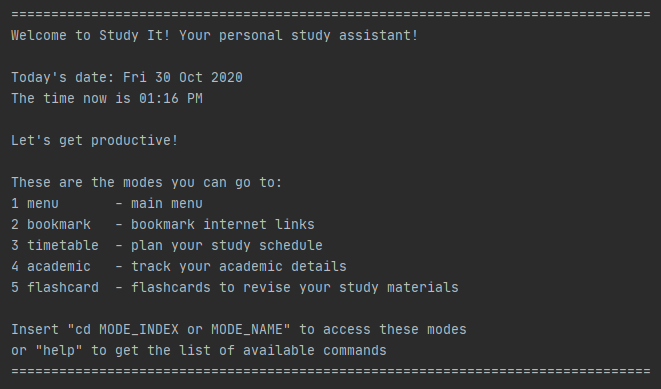 ================================================================================
Welcome to Study It! Your personal study assistant!
Today's date: Fri 30 Oct 2020
The time now is 01:16 PM
Let's get productive!
These are the modes you can go to:
1 menu       - main menu
2 bookmark   - bookmark internet links
3 timetable  - plan your study schedule
4 academic   - track your academic details
5 flashcard  - flashcards to revise your study materials
Insert "cd MODE_INDEX or MODE_NAME" to access these modes
or "help" to get the list of available commands
================================================================================